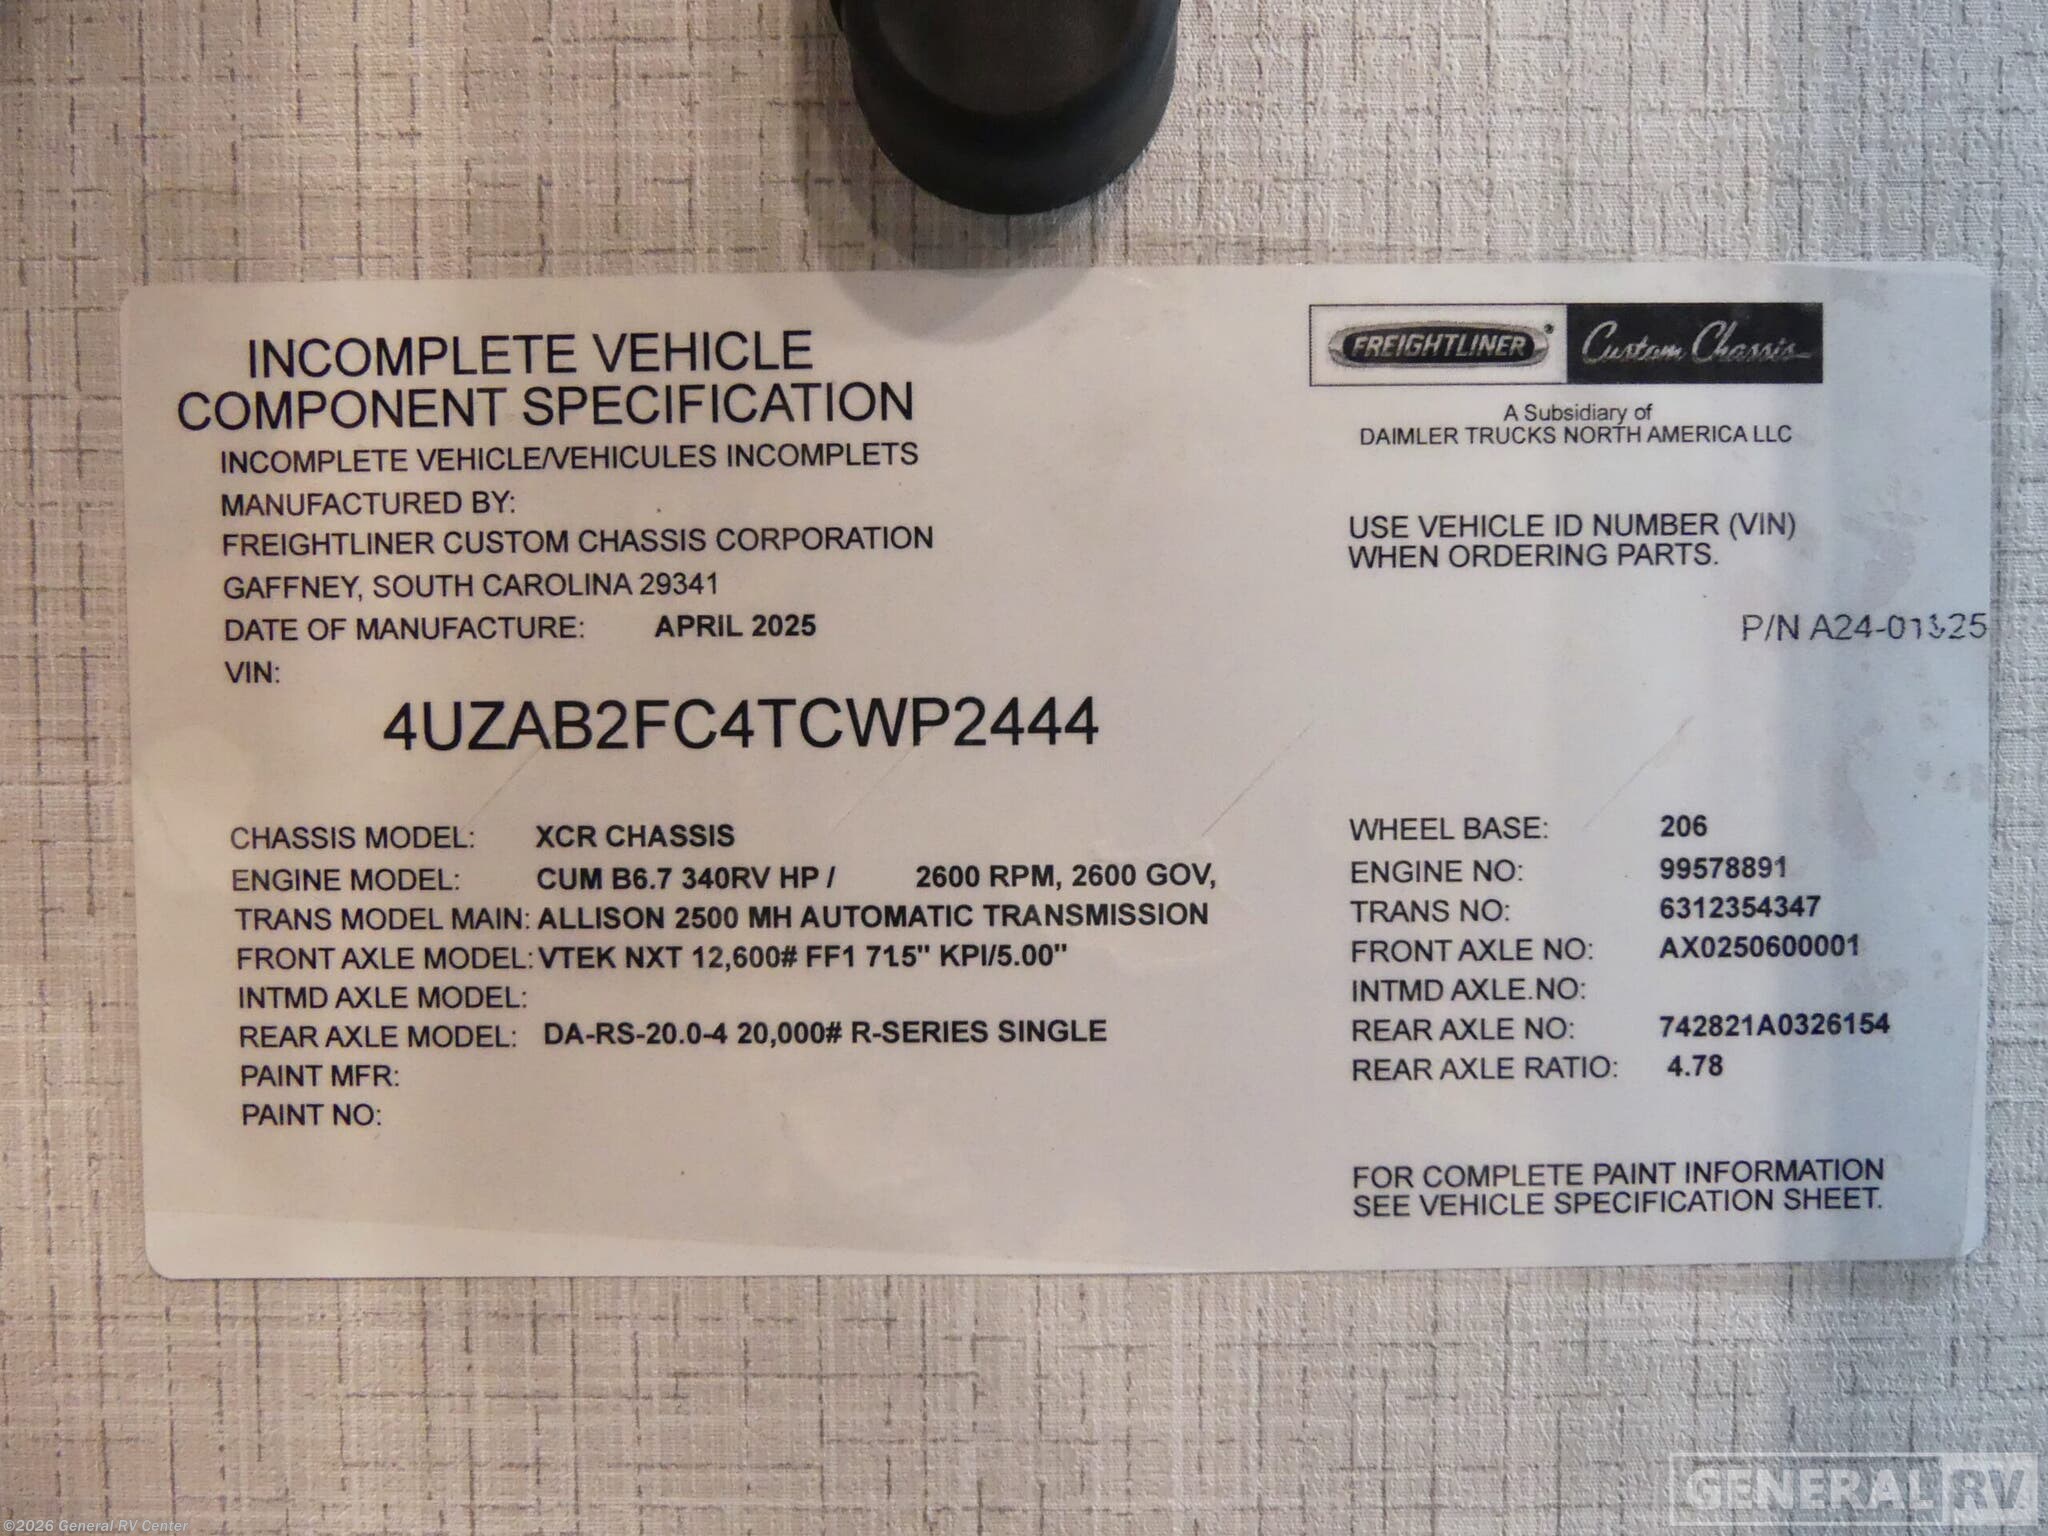 INCOMPLETE VEHICLE
COMPONENT SPECIFICATION
INCOMPLETE VEHICLE/VEHICULES INCOMPLETS
MANUFACTURED BY:
FREIGHTLINER CUSTOM CHASSIS CORPORATION
GAFFNEY, SOUTH CAROLINA 29341
DATE OF MANUFACTURE: APRIL 2025
VIN:
4UZAB2FC4TCWP2444
FREIGHTLINER® Custom Chassis
A Subsidiary of
DAIMLER TRUCKS NORTH AMERICA LLC
USE VEHICLE ID NUMBER (VIN)
WHEN ORDERING PARTS.
P/N
CHASSIS MODEL: XCR CHASSIS
ENGINE MODEL: CUM B6.7 340RV HP / 2600 RPM, 2600 GOV,
TRANS MODEL MAIN: ALLISON 2500 MH AUTOMATIC TRANSMISSION
FRONT AXLE MODEL: VTEK NXT 12,600# FF1 71.5" KPI/5.00"
INTMD AXLE MODEL:
REAR AXLE MODEL: DA-RS-20.0-4 20,000# R-SERIES SINGLE
PAINT MFR:
PAINT NO:
WHEEL BASE: 206
ENGINE NO: 99578891
TRANS NO: 6312354347
FRONT AXLE NO: AX0250600001
INTMD AXLE.NO:
REAR AXLE NO: 742821A0326154
REAR AXLE RATIO: 4.78
FOR COMPLETE PAINT INFORMATION
SEE VEHICLE SPECIFICATION SHEET.
GENERAL RV
©2026 General RV Center